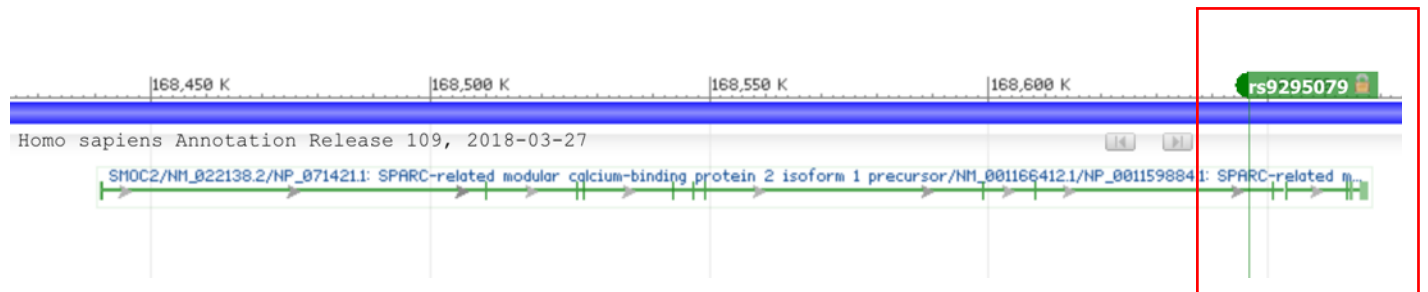 168,450 K 168,500 K 168,550 K 168,600 K rs9295079
Homo sapiens Annotation Release 109, 2018-03-27
SMOC2/NM_022138.2/NP_071421.1: SPARC-related modular calcium-binding protein 2 isoform 1 precursor/NM_001166412.1/NP_001159884.1: SPARC-related m…